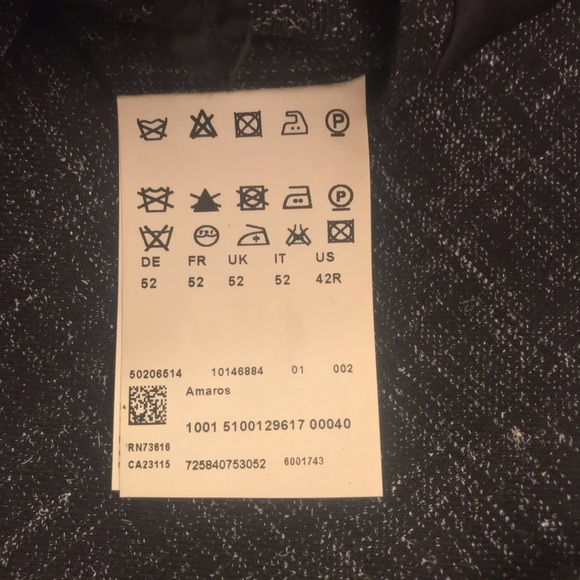 P
P
DE FR UK IT US
52 52 52 52 42R
50206514 10146884 01 002
Amaros
1001 5100129617 00040
RN73616
CA23115 725840753052 6001743